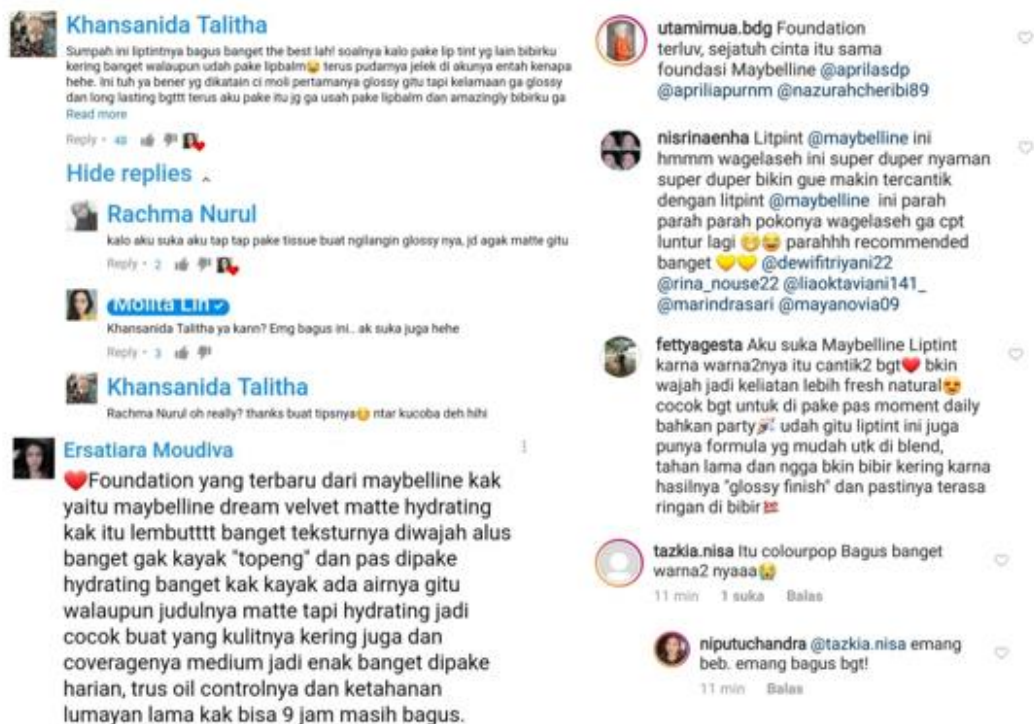 Khansanida Talitha
Sumpah ini liptintnya bagus banget the best lah! soalnya kalo pake lip tint yg lain bibirku
kering banget walaupun udah pake lipbalm😭 terus pudarnya jelek di akunya entah kenapa
hehe. Ini tuh ya bener yg dikatain ci moli pertamanya glossy gitu tapi kelamaan ga glossy
dan long lasting bgttt terus aku pake itu jg ga usah pake lipbalm dan amazingly bibirku ga
Read more
Reply • 48
Hide replies
Rachma Nurul
kalo aku suka aku tap tap pake tissue buat ngilangin glossy nya, jd agak matte gitu
Reply • 2
Molita Lin
Khansanida Talitha ya kann? Emg bagus ini.. ak suka juga hehe
Reply • 3
Khansanida Talitha
Rachma Nurul oh really? thanks buat tipsnya😳 ntar kucoba deh hihi
Ersatiara Moudiva
❤️Foundation yang terbaru dari maybelline kak
yaitu maybelline dream velvet matte hydrating
kak itu lembutttt banget teksturnya diwajah alus
banget gak kayak "topeng" dan pas dipake
hydrating banget kak kayak ada airnya gitu
walaupun judulnya matte tapi hydrating jadi
cocok buat yang kulitnya kering juga dan
coveragenya medium jadi enak banget dipake
harian, trus oil controlnya dan ketahanan
lumayan lama kak bisa 9 jam masih bagus.
utamimua.bdg Foundation
terluv, sejatuh cinta itu sama
foundasi Maybelline @aprilasdp
@apriliapurnm @nazurahcheribi89
nisrinaenha Litpint @maybelline ini
hmmm wagelaseh ini super duper nyaman
super duper bikin gue makin tercantik
dengan litpint @maybelline ini parah
parah parah pokonya wagelaseh ga cpt
luntur lagi 😁😂 parahhh recommended
banget 💛💛 @dewifitriyani22
@rina_nouse22 @liaoktaviani141_
@marindrasari @mayanovia09
fettyagesta Aku suka Maybelline Liptint
karna warna2nya itu cantik2 bgt❤️ bkin
wajah jadi keliatan lebih fresh natural😍
cocok bgt untuk di pake pas moment daily
bahkan party🎉 udah gitu liptint ini juga
punya formula yg mudah utk di blend,
tahan lama dan ngga bkin bibir kering karna
hasilnya "glossy finish" dan pastinya terasa
ringan di bibir💯
tazkia.nisa Itu colourpop Bagus banget
warna2 nyaaa😭
11 min 1 suka Balas
niputuchandra @tazkia.nisa emang
beb. emang bagus bgt!
11 min Balas